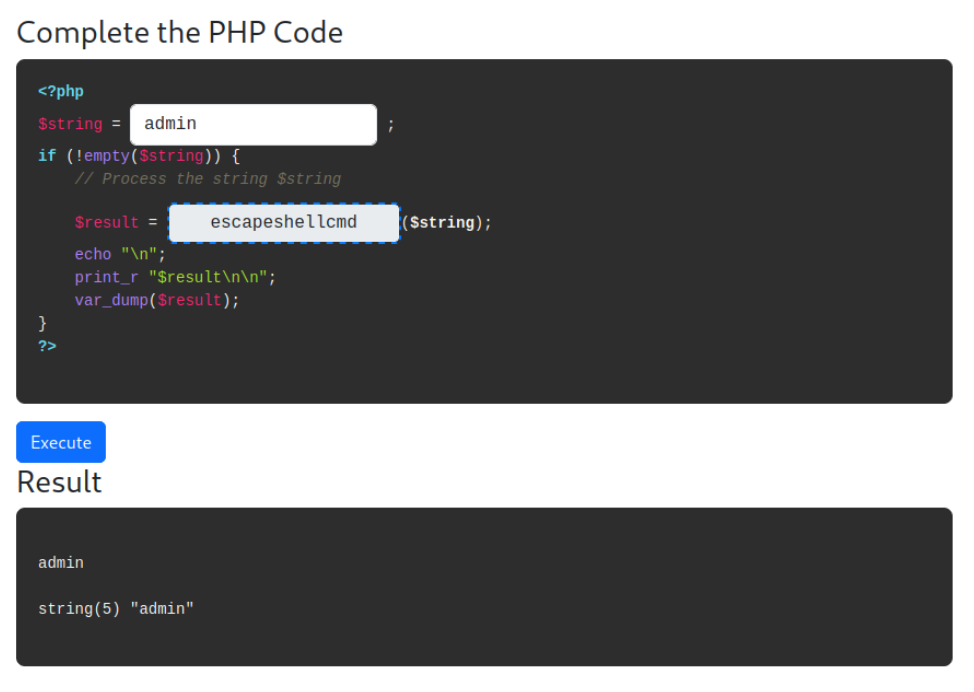 Complete the PHP Code
<?php
$string = admin ;
if (!empty($string)) {
// Process the string $string
$result = escapeshellcmd($string);
echo "\n";
print_r "$result\n\n";
var_dump($result);
}
?>
Execute
Result
admin
string(5) "admin"